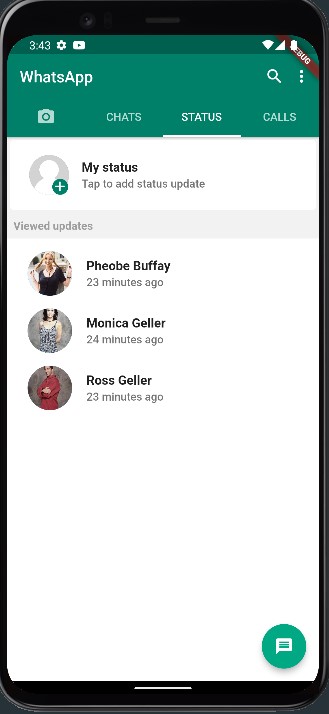 3:43
DEBUG
WhatsApp
CHATS
STATUS
CALLS
My status
Tap to add status update
Viewed updates
Pheobe Buffay
23 minutes ago
Monica Geller
24 minutes ago
Ross Geller
23 minutes ago